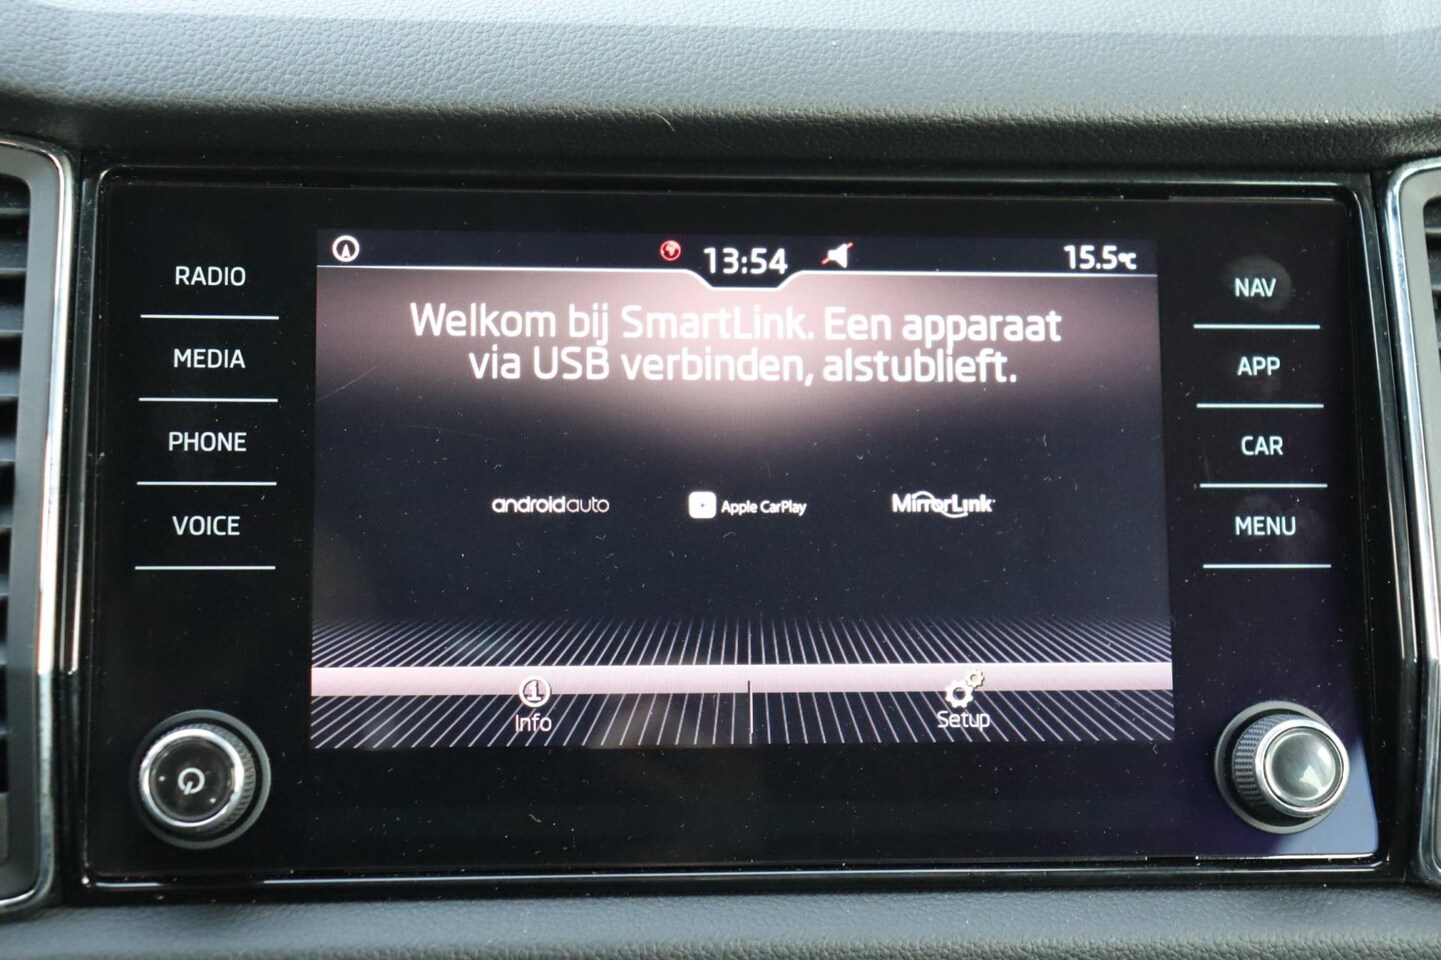 13:54
15.5°C
RADIO
MEDIA
PHONE
VOICE
Welkom bij SmartLink. Een apparaat
via USB verbinden, alstublieft.
androidauto
Apple CarPlay
MirrorLink
Info
Setup
NAV
APP
CAR
MENU